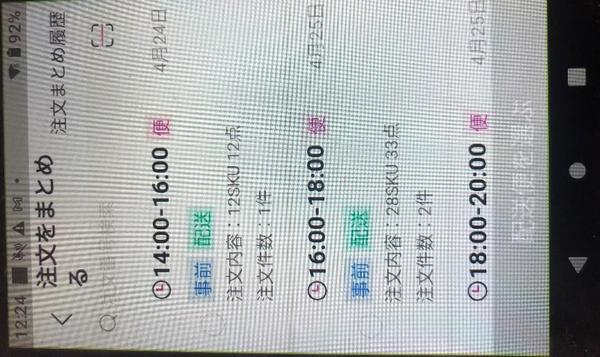 12:24
92%
注文をまとめ
る
注文まとめ履歴
14:00-16:00 便 4月24日
事前 配送
注文内容：12SKU 12点
注文件数：1件
16:00-18:00 便 4月25日
事前 配送
注文内容：28SKU 33点
注文件数：2件
18:00-20:00 便 4月25日